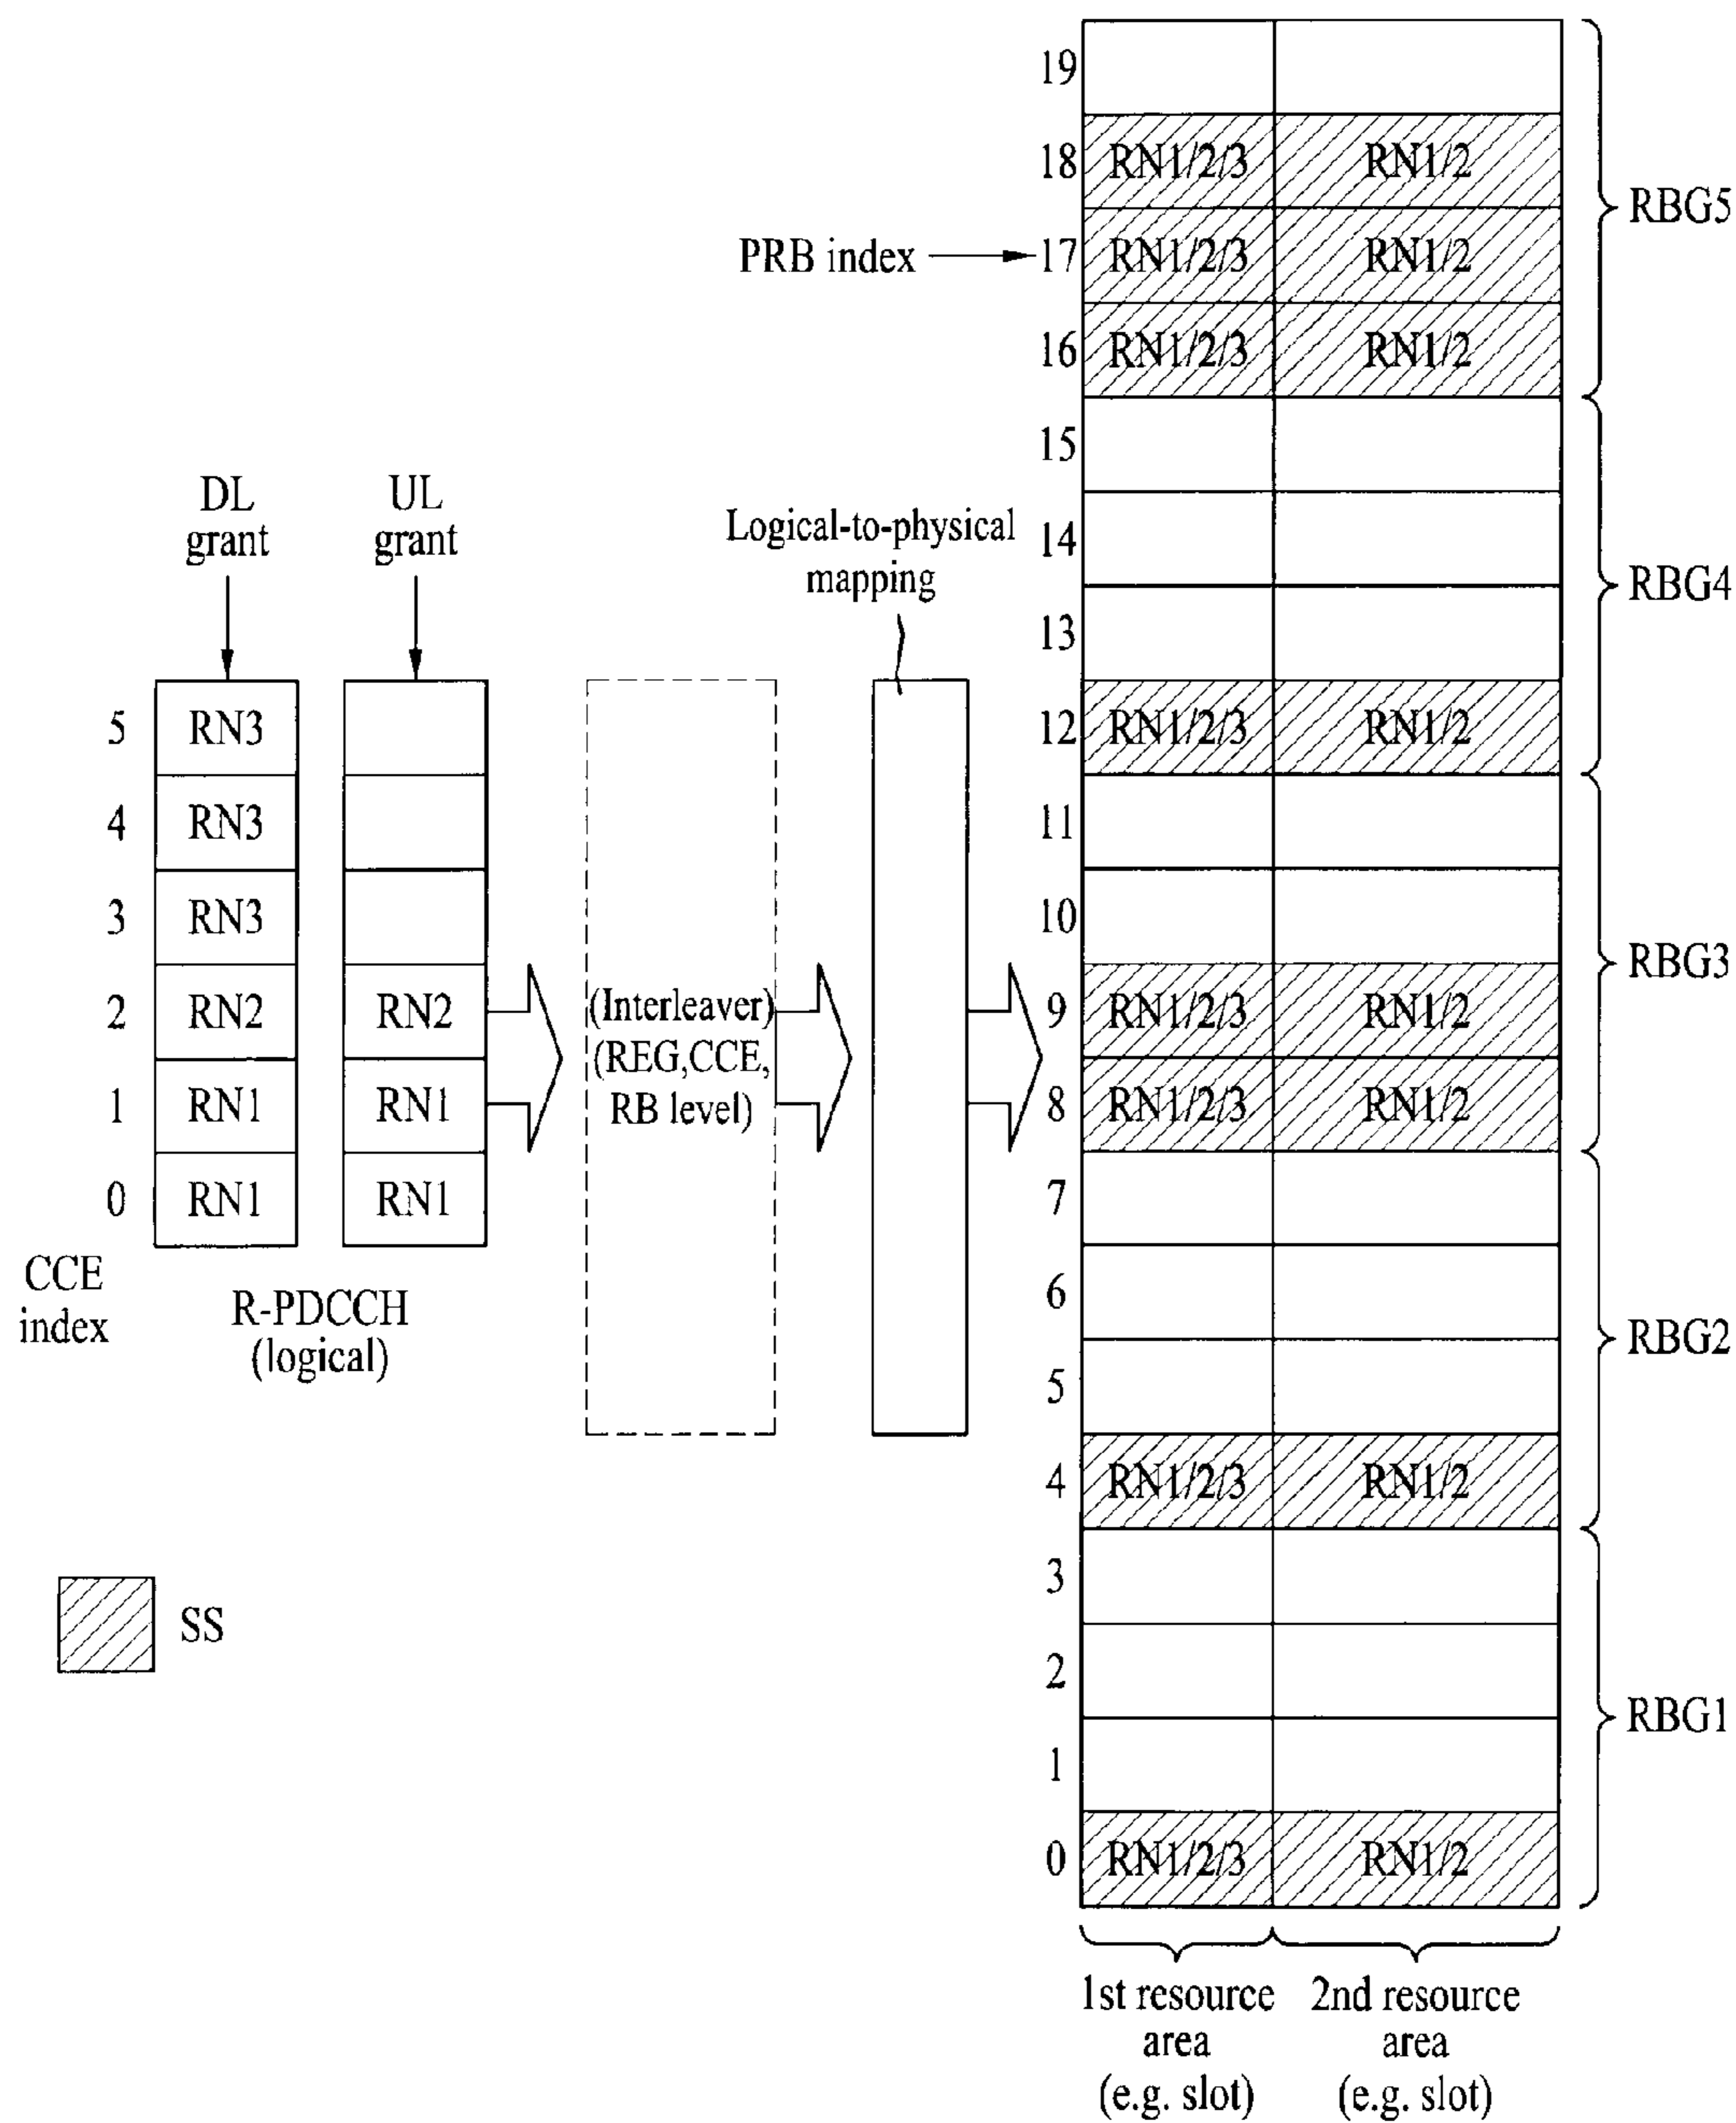 19
18 RN1/2/3 RN1/2
RBG5
PRB index 17 RN1/2/3 RN1/2
16 RN1/2/3 RN1/2
15
DL
grant
UL
grant
Logical-to-physical
mapping
14
RBG4
13
5 RN3
12 RN1/2/3 RN1/2
4 RN3
11
3 RN3
10
RBG3
2 RN2 RN2
(Interleaver)
(REG,CCE,
RB level)
9 RN1/2/3 RN1/2
1 RN1 RN1
8 RN1/2/3 RN1/2
0 RN1 RN1
7
CCE
index
R-PDCCH
(logical)
6
RBG2
5
4 RN1/2/3 RN1/2
3
SS
2
RBG1
1
0 RN1/2/3 RN1/2
1st resource
area
(e.g. slot)
2nd resource
area
(e.g. slot)